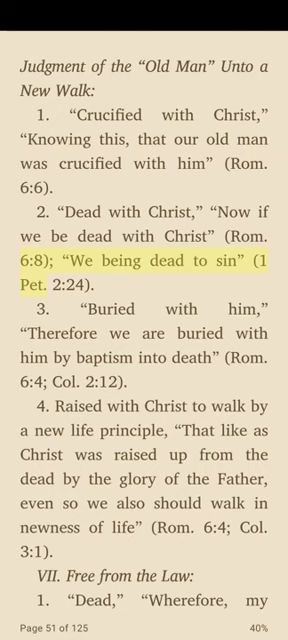 Judgment of the “Old Man” Unto a
New Walk:
1. “Crucified with Christ,”
“Knowing this, that our old man
was crucified with him” (Rom.
6:6).
2. “Dead with Christ,” “Now if
we be dead with Christ” (Rom.
6:8); “We being dead to sin” (1
Pet. 2:24).
3. “Buried with him,”
“Therefore we are buried with
him by baptism into death” (Rom.
6:4; Col. 2:12).
4. Raised with Christ to walk by
a new life principle, “That like as
Christ was raised up from the
dead by the glory of the Father,
even so we also should walk in
newness of life” (Rom. 6:4; Col.
3:1).
VII. Free from the Law:
1. “Dead,” “Wherefore, my
Page 51 of 125 40%